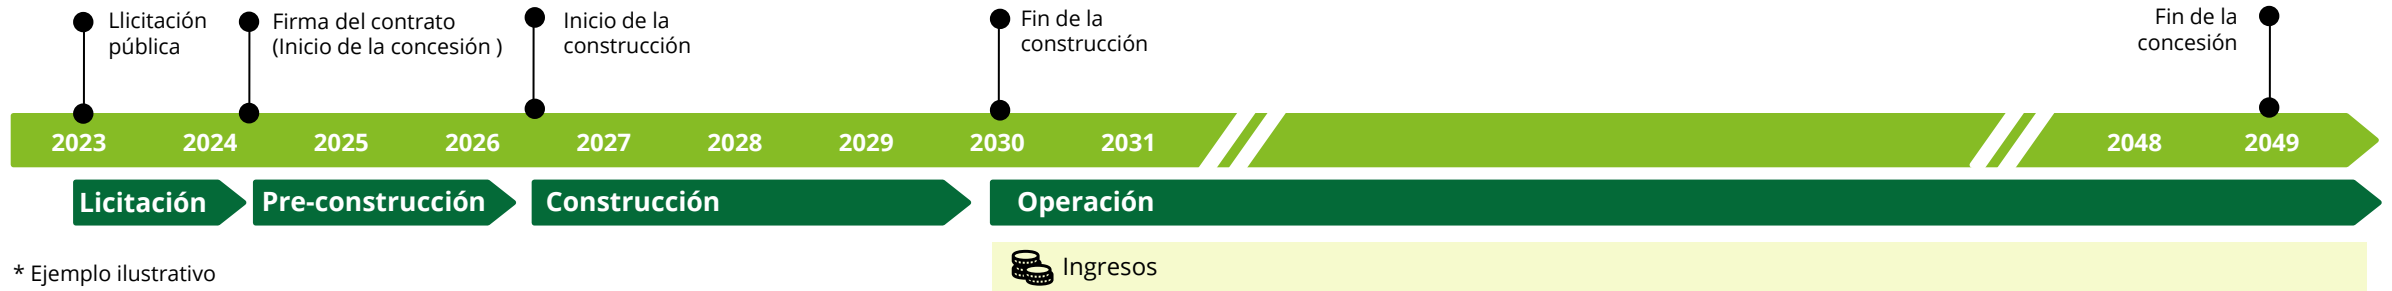 Llicitación
pública
Firma del contrato
(Inicio de la concesión )
Inicio de la
construcción
Fin de la
construcción
Fin de la
concesión
2023 2024 2025 2026 2027 2028 2029 2030 2031 2048 2049
Licitación Pre-construcción Construcción Operación
Ingresos
* Ejemplo ilustrativo